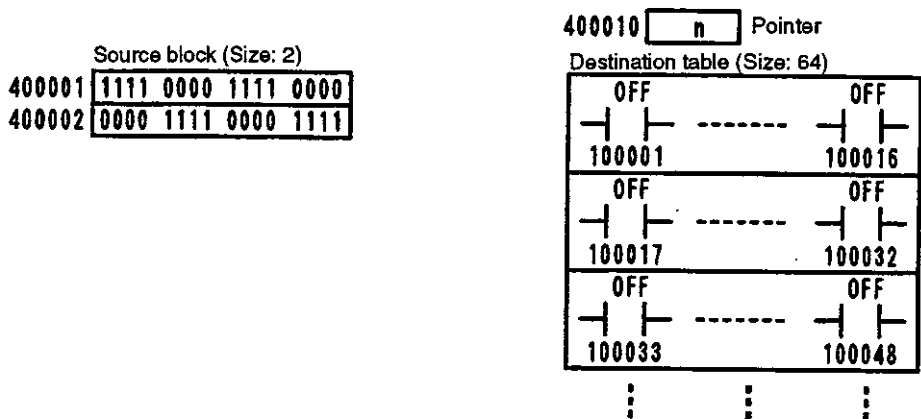 400010 n Pointer
Source block (Size: 2)
Destination table (Size: 64)
400001 1111 0000 1111 0000
400002 0000 1111 0000 1111
OFF OFF
100001 100016
OFF OFF
100017 100032
OFF OFF
100033 100048